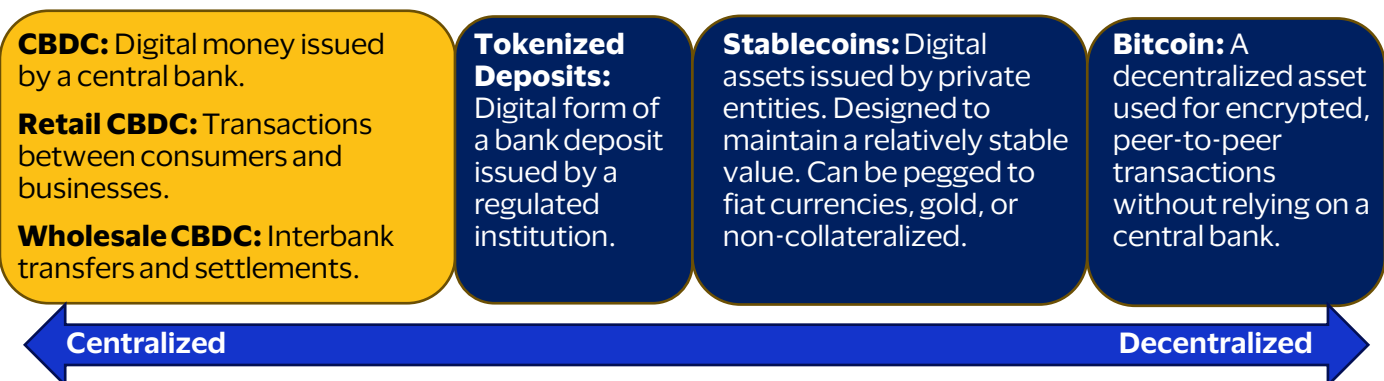 CBDC: Digital money issued
by a central bank.
Retail CBDC: Transactions
between consumers and
businesses.
Wholesale CBDC: Interbank
transfers and settlements.
Tokenized
Deposits:
Digital form of
a bank deposit
issued by a
regulated
institution.
Stablecoins: Digital
assets issued by private
entities. Designed to
maintain a relatively stable
value. Can be pegged to
fiat currencies, gold, or
non-collateralized.
Bitcoin: A
decentralized asset
used for encrypted,
peer-to-peer
transactions
without relying on a
central bank.
Centralized
Decentralized